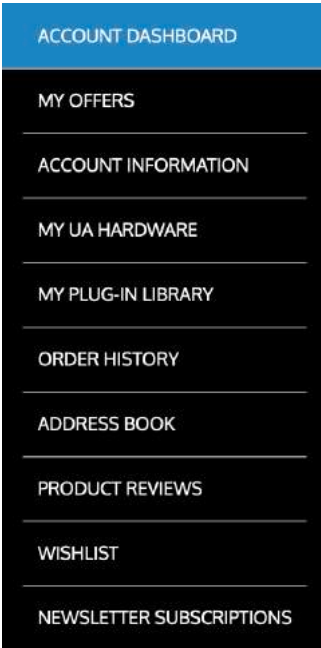 ACCOUNT DASHBOARD
MY OFFERS
ACCOUNT INFORMATION
MY UA HARDWARE
MY PLUG-IN LIBRARY
ORDER HISTORY
ADDRESS BOOK
PRODUCT REVIEWS
WISHLIST
NEWSLETTER SUBSCRIPTIONS